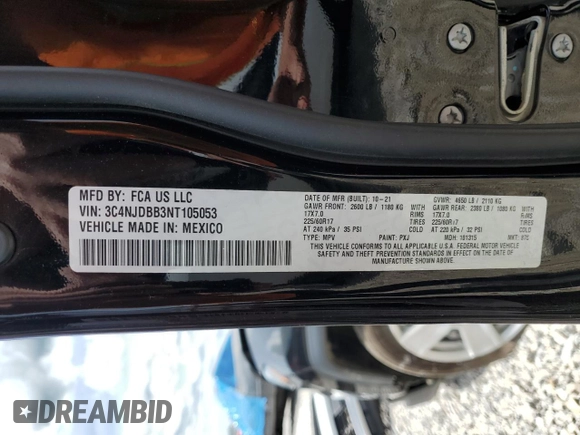 MFD BY: FCA US LLC
VIN: 3C4NJDBB3NT105053
VEHICLE MADE IN: MEXICO
DATE OF MFR (BUILT): 10-21
GVWR: 4650 LB / 2110 KG
GAWR FRONT: 2600 LB / 1180 KG
GAWR REAR: 2380 LB / 1080 KG
17X7.0 RIMS 17X7.0 RIMS
225/60R17 TIRES 225/60R17 TIRES
AT 240 kPa / 35 PSI COLD AT 220 kPa / 32 PSI COLD
TYPE: MPV PAINT: PXJ MDH: 101315
THIS VEHICLE CONFORMS TO ALL APPLICABLE U.S.A. FEDERAL MOTOR VEHICLE
SAFETY AND THEFT PREVENTION STANDARDS IN EFFECT ON THE DATE OF
MANUFACTURE SHOWN ABOVE.
DREAMBID